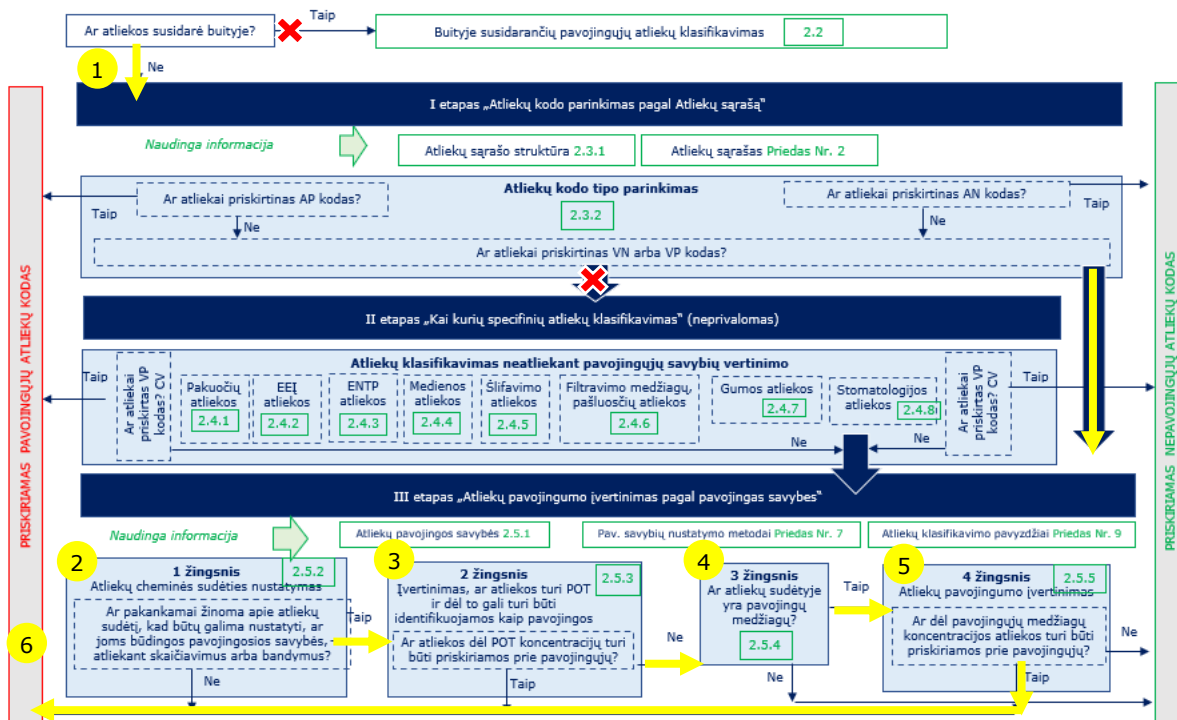 Ar atliekos susidarė buityje?
Taip
Buityje susidarančių pavojingųjų atliekų klasifikavimas
2.2
1
Ne
I etapas „Atliekų kodo parinkimas pagal Atliekų sąrašą“
Naudinga informacija
Atliekų sąrašo struktūra 2.3.1
Atliekų sąrašas Priedas Nr. 2
Atliekų kodo tipo parinkimas
Ar atliekai priskirtinas AP kodas?
2.3.2
Ar atliekai priskirtinas AN kodas?
Taip
Taip
Ne
Ne
Ar atliekai priskirtinas VN arba VP kodas?
II etapas „Kai kurių specifinių atliekų klasifikavimas“ (neprivalomas)
Atliekų klasifikavimas neatliekant pavojingųjų savybių vertinimo
Taip
Ar atliekai
priskirtas VP
kodas? CV
Pakuočių
atliekos
2.4.1
EEĮ
atliekos
2.4.2
ENTP
atliekos
2.4.3
Medienos
atliekos
2.4.4
Šlifavimo
atliekos
2.4.5
Filtravimo medžiagų,
pašluosčių atliekos
2.4.6
Gumos atliekos
2.4.7
Stomatologijos
atliekos
2.4.8
Ar atliekai
priskirtas VP
kodas? CV
Taip
Ne
Ne
III etapas „Atliekų pavojingumo įvertinimas pagal pavojingas savybes“
Naudinga informacija
Atliekų pavojingos savybės 2.5.1
Pav. savybių nustatymo metodai Priedas Nr. 7
Atliekų klasifikavimo pavyzdžiai Priedas Nr. 9
2
1 žingsnis
2.5.2
Atliekų cheminės sudėties nustatymas
Ar pakankamai žinoma apie atliekų
sudėtį, kad būtų galima nustatyti, ar
joms būdingos pavojingosios savybės,
atliekant skaičiavimus arba bandymus?
Taip
Ne
3
2 žingsnis
2.5.3
Įvertinimas, ar atliekos turi POT
ir dėl to gali turi būti
identifikuojamos kaip pavojingos
Ar atliekos dėl POT koncentracijų turi
būti priskiriamos prie pavojingųjų?
Ne
Taip
4
3 žingsnis
Ar atliekų sudėtyje
yra pavojingų
medžiagų?
2.5.4
Taip
Ne
5
4 žingsnis
2.5.5
Atliekų pavojingumo įvertinimas
Ar dėl pavojingųjų medžiagų
koncentracijos atliekos turi būti
priskiriamos prie pavojingųjų?
Ne
Taip
6
PRISKIRIAMAS PAVOJINGŲJŲ ATLIEKŲ KODAS
PRISKIRIAMAS NEPAVOJINGŲJŲ ATLIEKŲ KODAS